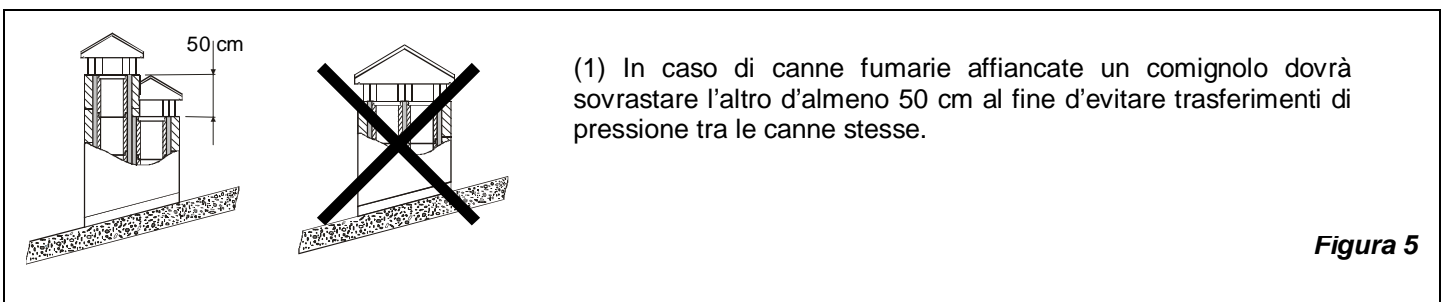 50 cm
(1) In caso di canne fumarie affiancate un comignolo dovrà
sovrastare l'altro d'almeno 50 cm al fine d'evitare trasferimenti di
pressione tra le canne stesse.
Figura 5